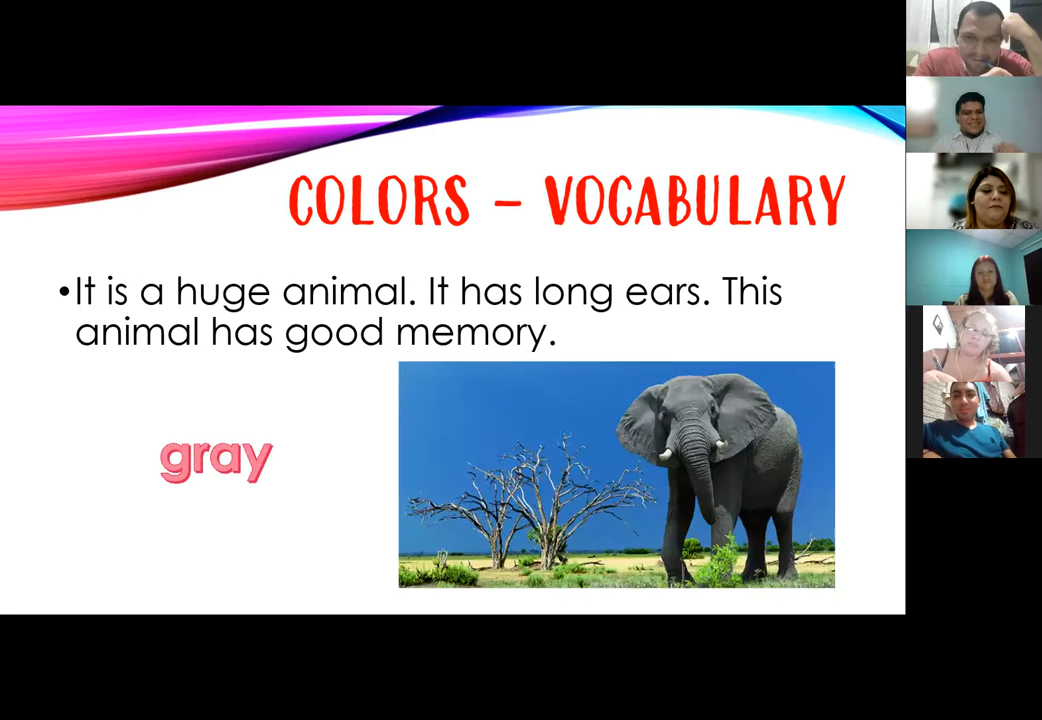 COLORS – VOCABULARY
•It is a huge animal. It has long ears. This
animal has good memory.
gray